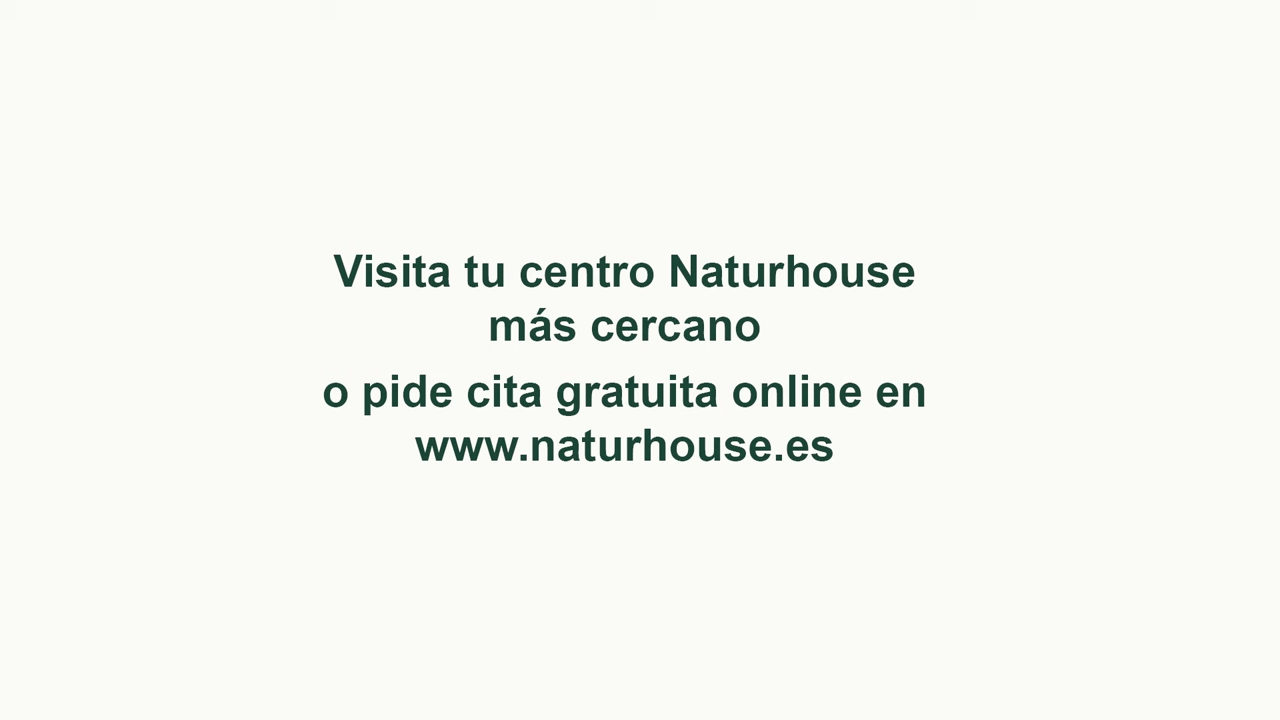 Visita tu centro Naturhouse
más cercano
o pide cita gratuita online en
www.naturhouse.es